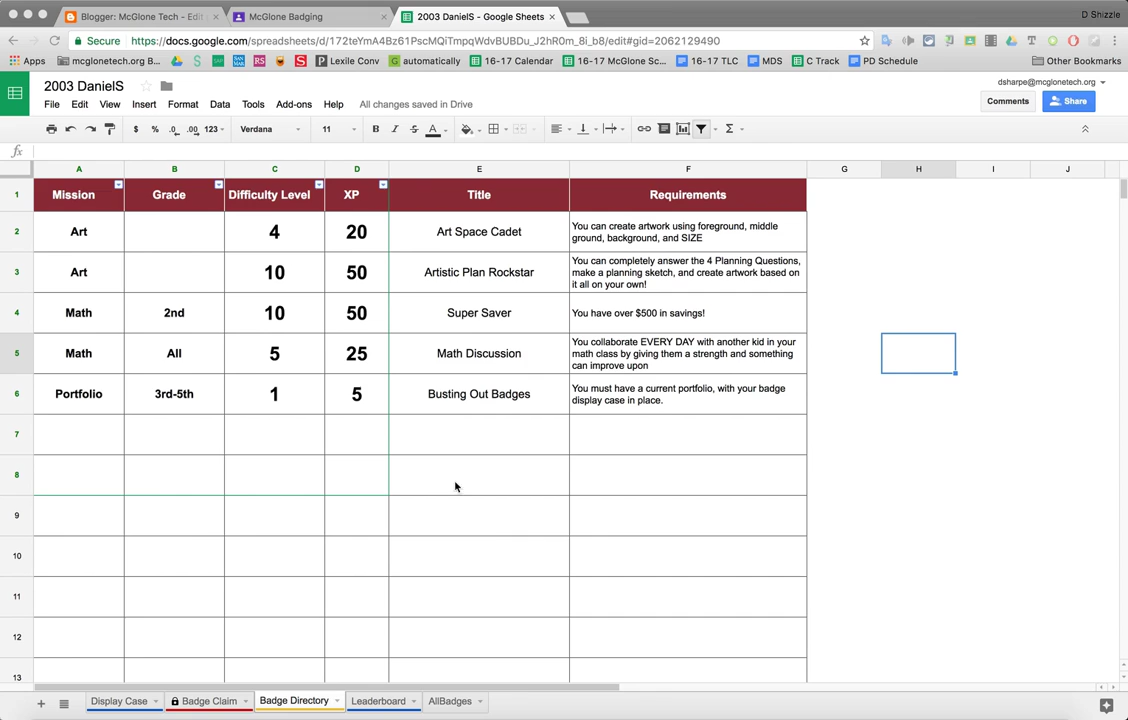 Blogger: McGlone Tech - Edit
McGlone Badging
2003 DanielS - Google Sheets
D Shizzle
Secure
https://docs.google.com/spreadsheets/d/172teYmA4Bz61PscMQiTmpqWdvBUBDu_J2hR0m_8i_b8/edit#gid=2062129490
Apps
mcglonetech.org B...
Lexile Conv
automatically
16-17 Calendar
16-17 McGlone Sc...
16-17 TLC
MDS
C Track
PD Schedule
Other Bookmarks
2003 DanielS
dsharpe@mcglonetech.org
File Edit View Insert Format Data Tools Add-ons Help All changes saved in Drive
Comments
Share
$ % .0 .00 123 Verdana 11 B I S A
fx
A B C D E F G H I J
1 Mission Grade Difficulty Level XP Title Requirements
2 Art 4 20 Art Space Cadet
You can create artwork using foreground, middle
ground, background, and SIZE
3 Art 10 50 Artistic Plan Rockstar
You can completely answer the 4 Planning Questions,
make a planning sketch, and create artwork based on
it all on your own!
4 Math 2nd 10 50 Super Saver You have over $500 in savings!
5 Math All 5 25 Math Discussion
You collaborate EVERY DAY with another kid in your
math class by giving them a strength and something
can improve upon
6 Portfolio 3rd-5th 1 5 Busting Out Badges
You must have a current portfolio, with your badge
display case in place.
7
8
9
10
11
12
13
Display Case Badge Claim Badge Directory Leaderboard AllBadges